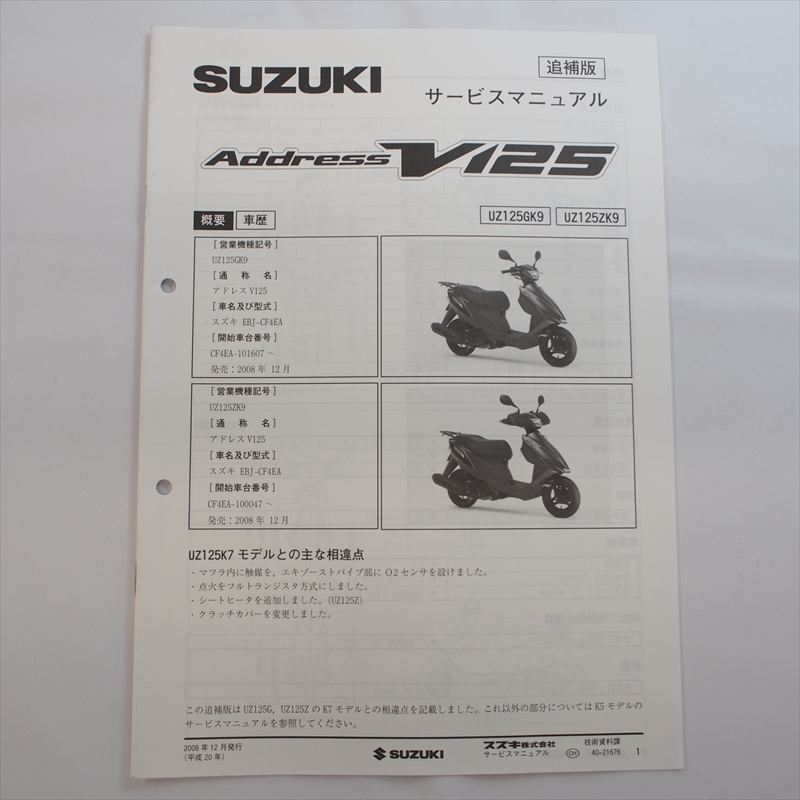 SUZUKI
追補版
サービスマニュアル
Address V125
概要 車歴
UZ125GK9 UZ125ZK9
[営業機種記号]
UZ125GK9
[通 称 名]
アドレス V125
[車名及び型式]
スズキ EBJ-CF4EA
[開始車台番号]
CF4EA-101607 ~
発売：2008 年 12 月
[営業機種記号]
UZ125ZK9
[通 称 名]
アドレス V125
[車名及び型式]
スズキ EBJ-CF4EA
[開始車台番号]
CF4EA-100047 ~
発売：2008 年 12 月
UZ125K7 モデルとの主な相違点
・マフラ内に触媒を，エキゾーストパイプ部に O2 センサを設けました。
・点火をフルトランジスタ方式にしました。
・シートヒータを追加しました。(UZ125Z)
・クラッチカバーを変更しました。
この追補版は UZ125G，UZ125Z の K7 モデルとの相違点を記載しました。これ以外の部分については K5 モデルの
サービスマニュアルを参照してください。
2008 年 12 月発行
(平成 20 年)
SUZUKI
スズキ株式会社
サービスマニュアル
CH
技術資料課
40-21676
1